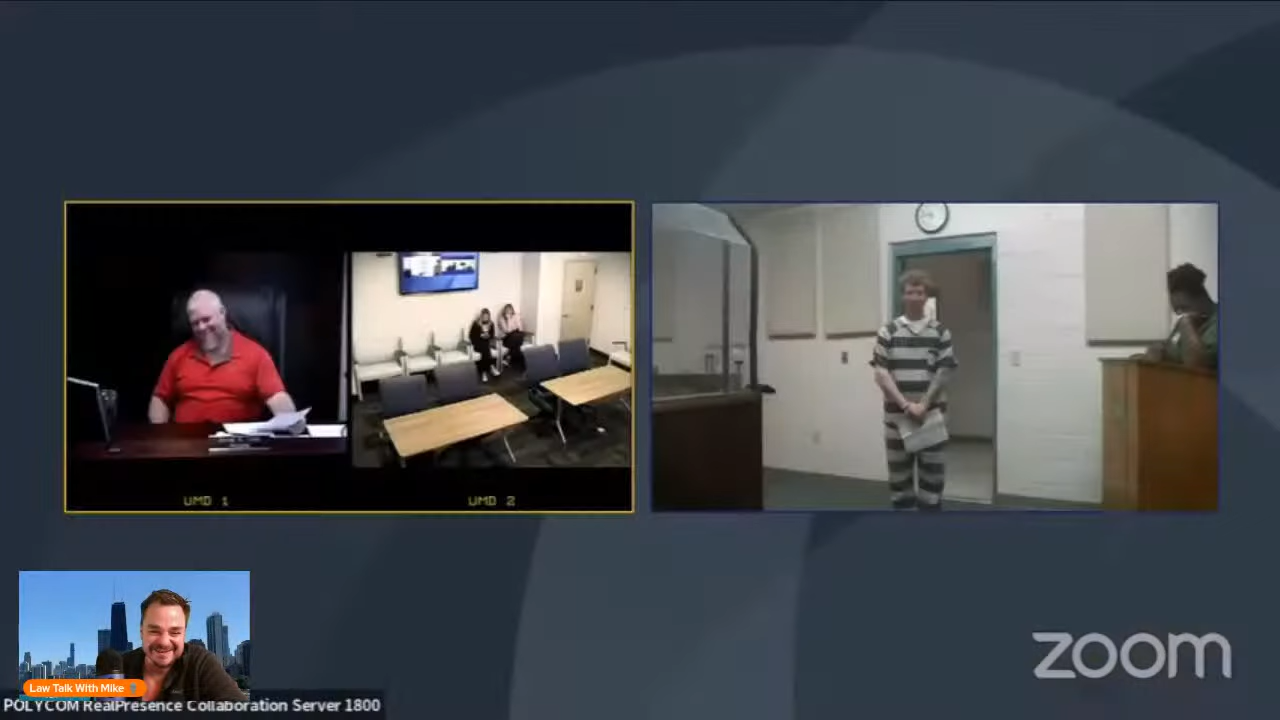 UMD 1
UMD 2
zoom
Law Talk With Mike
POLYCOM RealPresence Collaboration Server 1800